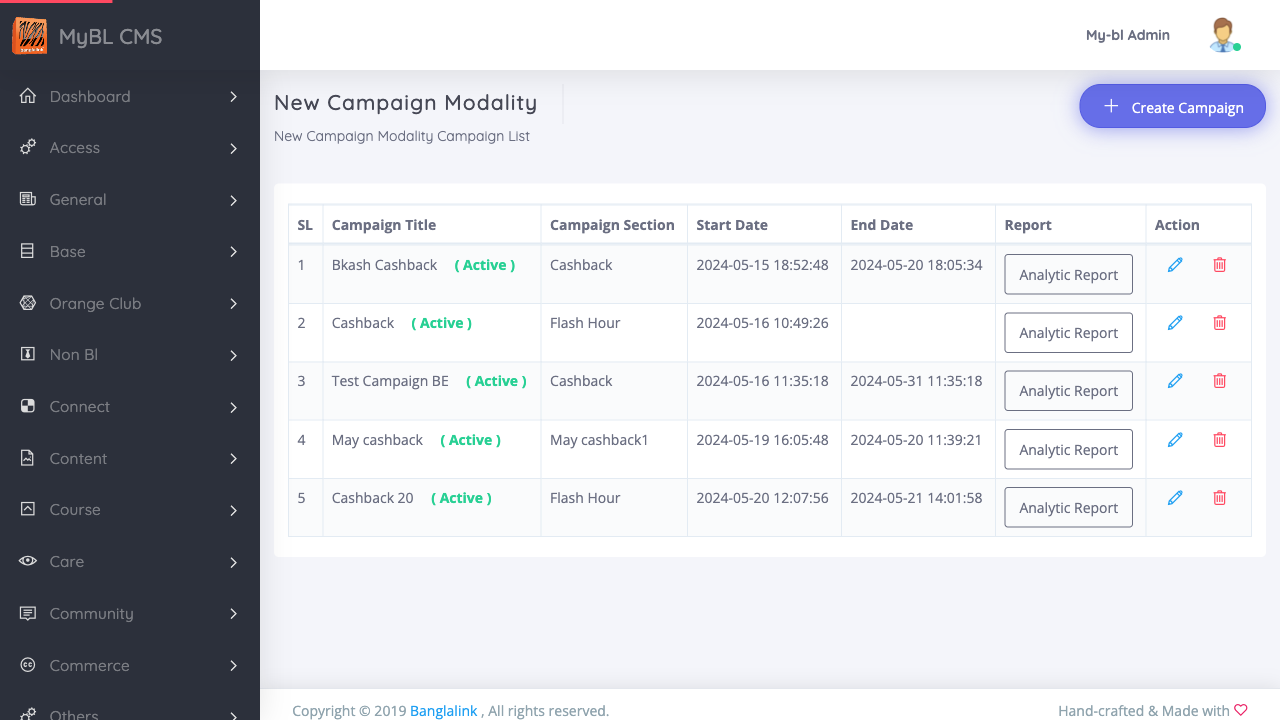 MyBL CMS
My-bl Admin
Dashboard
Access
General
Base
Orange Club
Non Bl
Connect
Content
Course
Care
Community
Commerce
Others
New Campaign Modality
New Campaign Modality Campaign List
Create Campaign
SL Campaign Title Campaign Section Start Date End Date Report Action
1 Bkash Cashback ( Active ) Cashback 2024-05-15 18:52:48 2024-05-20 18:05:34 Analytic Report
2 Cashback ( Active ) Flash Hour 2024-05-16 10:49:26 Analytic Report
3 Test Campaign BE ( Active ) Cashback 2024-05-16 11:35:18 2024-05-31 11:35:18 Analytic Report
4 May cashback ( Active ) May cashback1 2024-05-19 16:05:48 2024-05-20 11:39:21 Analytic Report
5 Cashback 20 ( Active ) Flash Hour 2024-05-20 12:07:56 2024-05-21 14:01:58 Analytic Report
Copyright © 2019 Banglalink , All rights reserved.
Hand-crafted & Made with